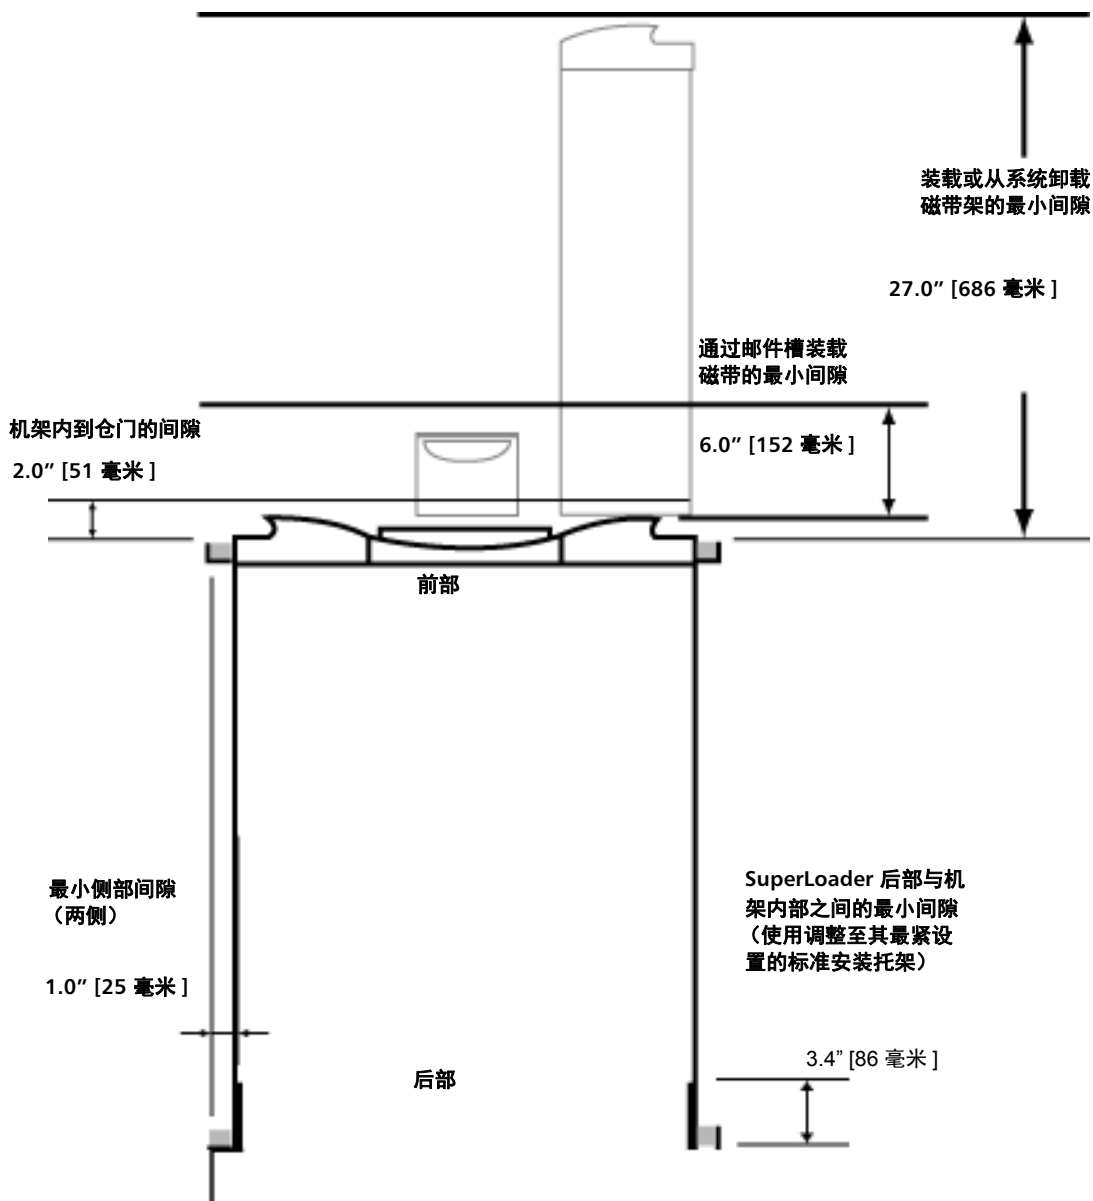 装载或从系统卸载
磁带架的最小间隙
27.0” [686 毫米 ]
通过邮件槽装载
磁带的最小间隙
6.0” [152 毫米 ]
机架内到仓门的间隙
2.0” [51 毫米 ]
前部
最小侧部间隙
（两侧）
1.0” [25 毫米 ]
SuperLoader 后部与机
架内部之间的最小间隙
（使用调整至其最紧设
置的标准安装托架）
3.4” [86 毫米 ]
后部